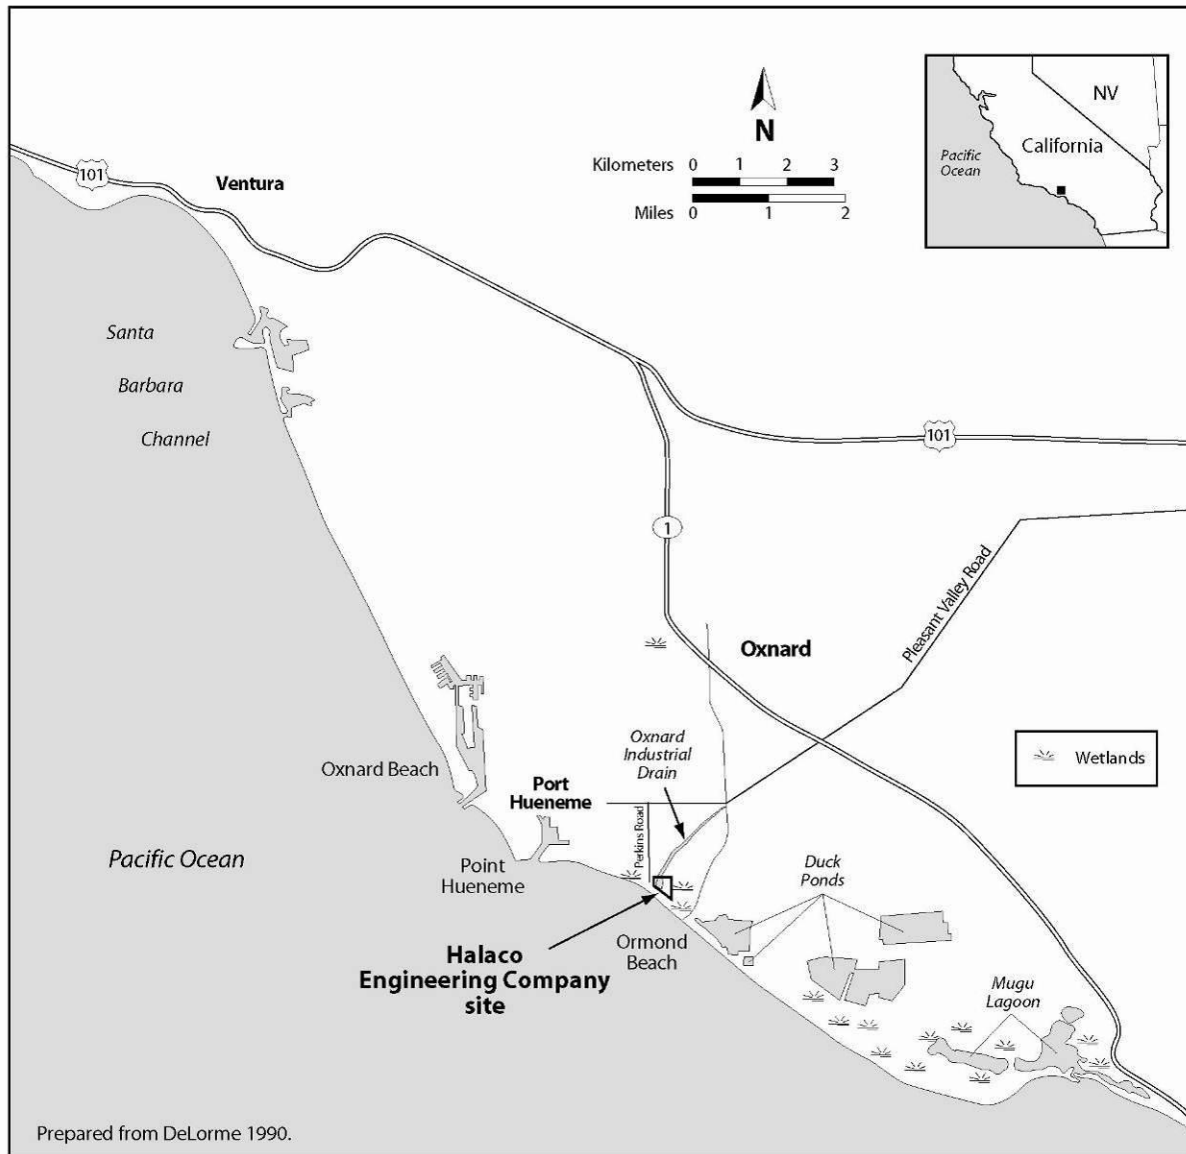 N
Kilometers 0 1 2 3
Miles 0 1 2
NV
California
Pacific
Ocean
101
Ventura
Santa
Barbara
Channel
101
1
Pleasant Valley Road
Oxnard
Oxnard
Industrial
Drain
Wetlands
Oxnard Beach
Port
Hueneme
Perkins Road
Pacific Ocean
Point
Hueneme
Duck
Ponds
Ormond
Beach
Halaco
Engineering Company
site
Mugu
Lagoon
Prepared from DeLorme 1990.